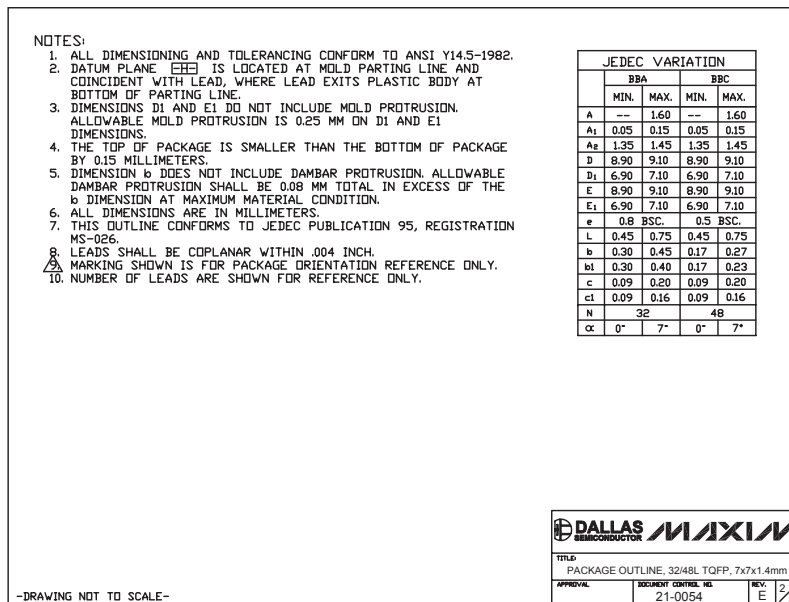 NOTES:
1. ALL DIMENSIONING AND TOLERANCING CONFORM TO ANSI Y14.5-1982.
2. DATUM PLANE -H- IS LOCATED AT MOLD PARTING LINE AND
COINCIDENT WITH LEAD, WHERE LEAD EXITS PLASTIC BODY AT
BOTTOM OF PARTING LINE.
3. DIMENSIONS D1 AND E1 DO NOT INCLUDE MOLD PROTRUSION.
ALLOWABLE MOLD PROTRUSION IS 0.25 MM ON D1 AND E1
DIMENSIONS.
4. THE TOP OF PACKAGE IS SMALLER THAN THE BOTTOM OF PACKAGE
BY 0.15 MILLIMETERS.
5. DIMENSION b DOES NOT INCLUDE DAMBAR PROTRUSION. ALLOWABLE
DAMBAR PROTRUSION SHALL BE 0.08 MM TOTAL IN EXCESS OF THE
b DIMENSION AT MAXIMUM MATERIAL CONDITION.
6. ALL DIMENSIONS ARE IN MILLIMETERS.
7. THIS OUTLINE CONFORMS TO JEDEC PUBLICATION 95, REGISTRATION
MS-026.
8. LEADS SHALL BE COPLANAR WITHIN .004 INCH.
9. MARKING SHOWN IS FOR PACKAGE ORIENTATION REFERENCE ONLY.
10. NUMBER OF LEADS ARE SHOWN FOR REFERENCE ONLY.
JEDEC VARIATION
BBA BBC
MIN. MAX. MIN. MAX.
A -- 1.60 -- 1.60
A1 0.05 0.15 0.05 0.15
A2 1.35 1.45 1.35 1.45
D 8.90 9.10 8.90 9.10
D1 6.90 7.10 6.90 7.10
E 8.90 9.10 8.90 9.10
E1 6.90 7.10 6.90 7.10
e 0.8 BSC. 0.5 BSC.
L 0.45 0.75 0.45 0.75
b 0.30 0.45 0.17 0.27
b1 0.30 0.40 0.17 0.23
c 0.09 0.20 0.09 0.20
c1 0.09 0.16 0.09 0.16
N 32 48
α 0° 7° 0° 7°
DALLAS SEMICONDUCTOR MAXIM
TITLE:
PACKAGE OUTLINE, 32/48L TQFP, 7x7x1.4mm
APPROVAL DOCUMENT CONTROL NO. REV. 2
21-0054 E
-DRAWING NOT TO SCALE-